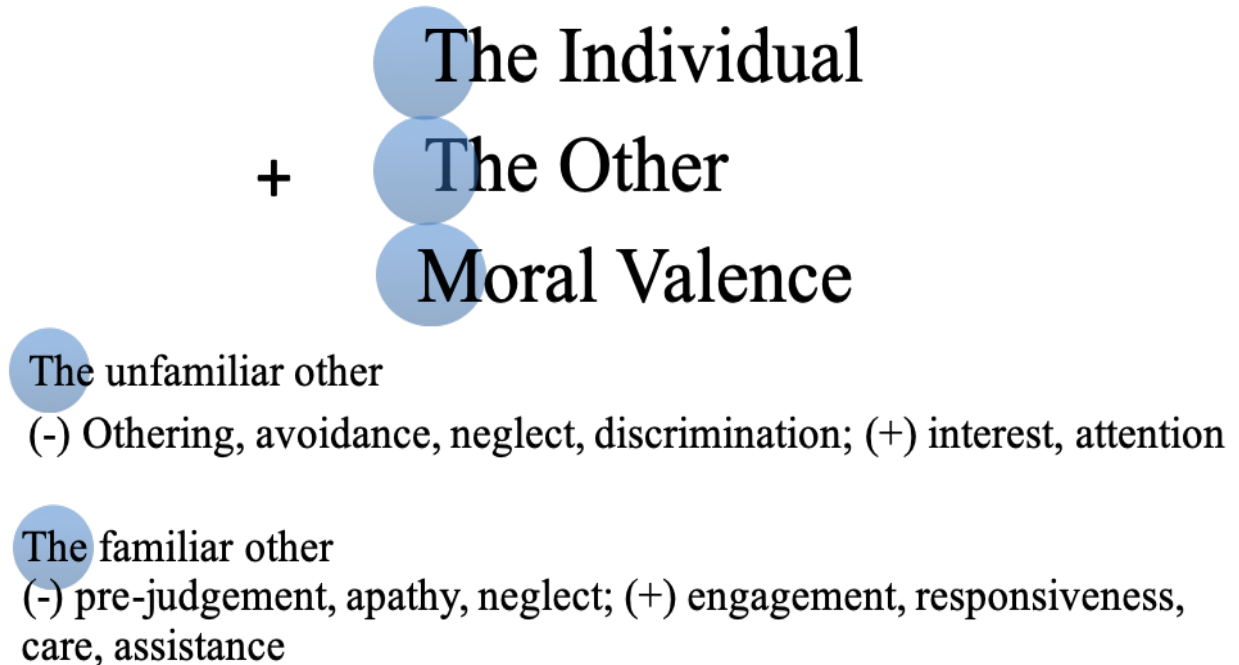 The Individual
+ The Other
Moral Valence
The unfamiliar other
(-) Othering, avoidance, neglect, discrimination; (+) interest, attention
The familiar other
(-) pre-judgement, apathy, neglect; (+) engagement, responsiveness,
care, assistance